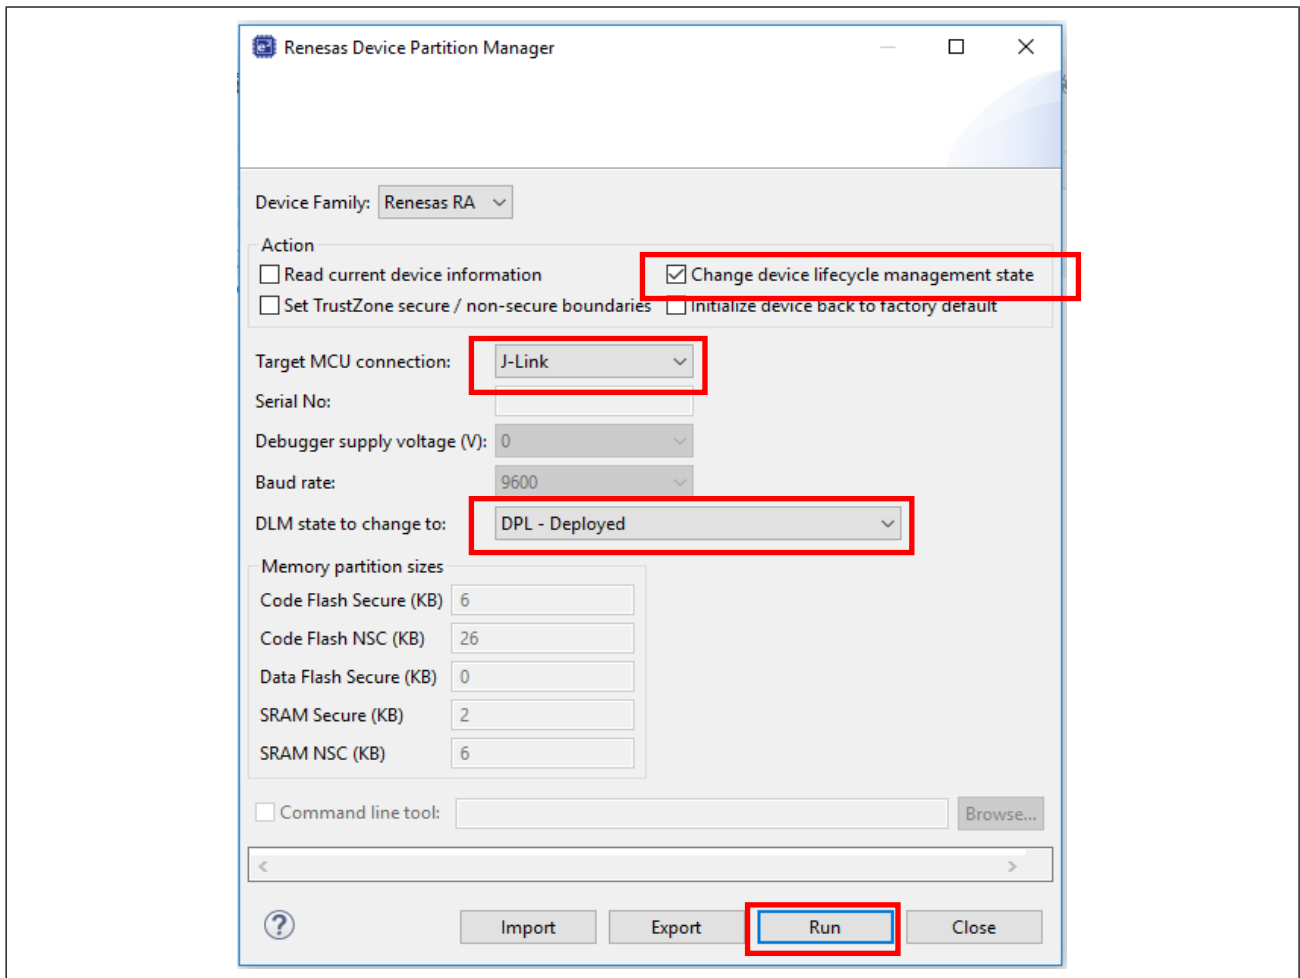 Renesas Device Partition Manager
Device Family: Renesas RA
Action
Read current device information
Change device lifecycle management state
Set TrustZone secure / non-secure boundaries
Initialize device back to factory default
Target MCU connection: J-Link
Serial No:
Debugger supply voltage (V): 0
Baud rate: 9600
DLM state to change to: DPL - Deployed
Memory partition sizes
Code Flash Secure (KB) 6
Code Flash NSC (KB) 26
Data Flash Secure (KB) 0
SRAM Secure (KB) 2
SRAM NSC (KB) 6
Command line tool: Browse...
Import Export Run Close